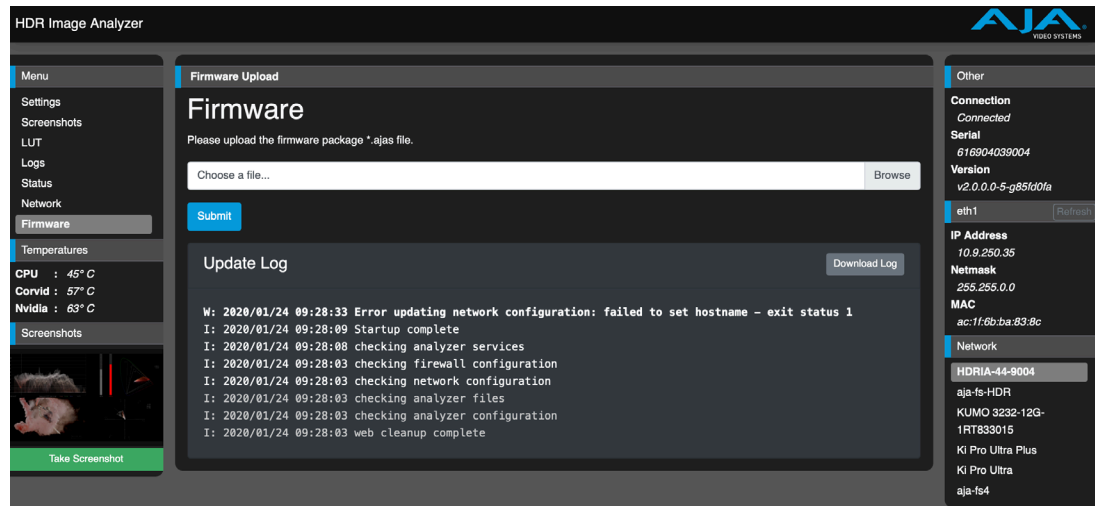 HDR Image Analyzer
AJA
VIDEO SYSTEMS
Menu
Settings
Screenshots
LUT
Logs
Status
Network
Firmware
Temperatures
CPU : 45° C
Corvid : 57° C
Nvidia : 63° C
Screenshots
Take Screenshot
Firmware Upload
Firmware
Please upload the firmware package *.ajas file.
Choose a file...
Browse
Submit
Update Log
Download Log
W: 2020/01/24 09:28:33 Error updating network configuration: failed to set hostname – exit status 1
I: 2020/01/24 09:28:09 Startup complete
I: 2020/01/24 09:28:08 checking analyzer services
I: 2020/01/24 09:28:03 checking firewall configuration
I: 2020/01/24 09:28:03 checking network configuration
I: 2020/01/24 09:28:03 checking analyzer files
I: 2020/01/24 09:28:03 checking analyzer configuration
I: 2020/01/24 09:28:03 web cleanup complete
Other
Connection
Connected
Serial
616904039004
Version
v2.0.0.0-5-g85fd0fa
eth1
Refresh
IP Address
10.9.250.35
Netmask
255.255.0.0
MAC
ac:1f:6b:ba:83:8c
Network
HDRIA-44-9004
aja-fs-HDR
KUMO 3232-12G-
1RT833015
Ki Pro Ultra Plus
Ki Pro Ultra
aja-fs4